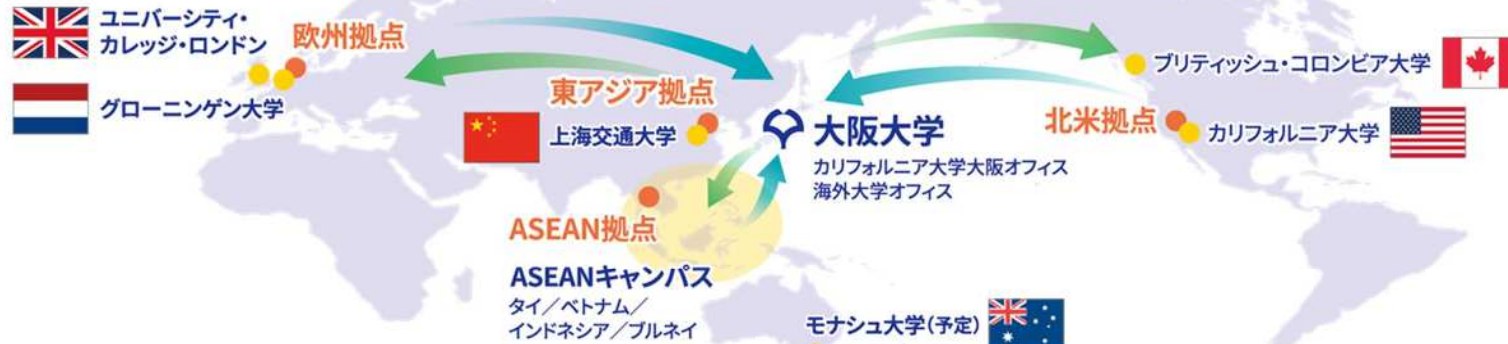 ユニバーシティ・
カレッジ・ロンドン
欧州拠点
グローニンゲン大学
東アジア拠点
上海交通大学
大阪大学
カリフォルニア大学大阪オフィス
海外大学オフィス
ブリティッシュ・コロンビア大学
北米拠点
カリフォルニア大学
ASEAN拠点
ASEANキャンパス
タイ／ベトナム／
インドネシア／ブルネイ
モナシュ大学(予定)